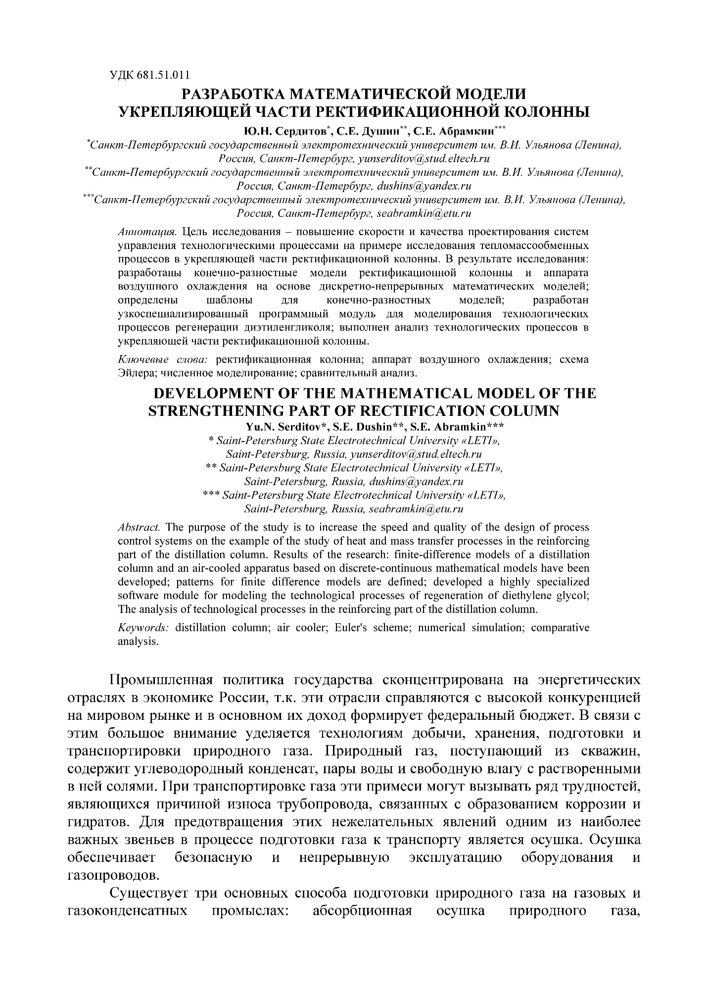 УДК 681.51.011
РАЗРАБОТКА МАТЕМАТИЧЕСКОЙ МОДЕЛИ
УКРЕПЛЯЮЩЕЙ ЧАСТИ РЕКТИФИКАЦИОННОЙ КОЛОННЫ
Ю.Н. Сердитов*, С.Е. Душин**, С.Е. Абрамкин***
*Санкт-Петербургский государственный электротехнический университет им. В.И. Ульянова (Ленина),
Россия, Санкт-Петербург, yunserditov@stud.eltech.ru
**Санкт-Петербургский государственный электротехнический университет им. В.И. Ульянова (Ленина),
Россия, Санкт-Петербург, dushins@yandex.ru
***Санкт-Петербургский государственный электротехнический университет им. В.И. Ульянова (Ленина),
Россия, Санкт-Петербург, seabramkin@etu.ru
Аннотация. Цель исследования – повышение скорости и качества проектирования систем
управления технологическими процессами на примере исследования тепломассообменных
процессов в укрепляющей части ректификационной колонны. В результате исследования:
разработаны конечно-разностные модели ректификационной колонны и аппарата
воздушного охлаждения на основе дискретно-непрерывных математических моделей;
определены шаблоны для конечно-разностных моделей; разработан
узкоспециализированный программный модуль для моделирования технологических
процессов регенерации диэтиленгликоля; выполнен анализ технологических процессов в
укрепляющей части ректификационной колонны.
Ключевые слова: ректификационная колонна; аппарат воздушного охлаждения; схема
Эйлера; численное моделирование; сравнительный анализ.
DEVELOPMENT OF THE MATHEMATICAL MODEL OF THE
STRENGTHENING PART OF RECTIFICATION COLUMN
Yu.N. Serditov*, S.E. Dushin**, S.E. Abramkin***
* Saint-Petersburg State Electrotechnical University «LETI»,
Saint-Petersburg, Russia, yunserditov@stud.eltech.ru
** Saint-Petersburg State Electrotechnical University «LETI»,
Saint-Petersburg, Russia, dushins@yandex.ru
*** Saint-Petersburg State Electrotechnical University «LETI»,
Saint-Petersburg, Russia, seabramkin@etu.ru
Abstract. The purpose of the study is to increase the speed and quality of the design of process
control systems on the example of the study of heat and mass transfer processes in the reinforcing
part of the distillation column. Results of the research: finite-difference models of a distillation
column and an air-cooled apparatus based on discrete-continuous mathematical models have been
developed; patterns for finite difference models are defined; developed a highly specialized
software module for modeling the technological processes of regeneration of diethylene glycol;
The analysis of technological processes in the reinforcing part of the distillation column.
Keywords: distillation column; air cooler; Euler's scheme; numerical simulation; comparative
analysis.
Промышленная политика государства сконцентрирована на энергетических
отраслях в экономике России, т.к. эти отрасли справляются с высокой конкуренцией
на мировом рынке и в основном их доход формирует федеральный бюджет. В связи с
этим большое внимание уделяется технологиям добычи, хранения, подготовки и
транспортировки природного газа. Природный газ, поступающий из скважин,
содержит углеводородный конденсат, пары воды и свободную влагу с растворенными
в ней солями. При транспортировке газа эти примеси могут вызывать ряд трудностей,
являющихся причиной износа трубопровода, связанных с образованием коррозии и
гидратов. Для предотвращения этих нежелательных явлений одним из наиболее
важных звеньев в процессе подготовки газа к транспорту является осушка. Осушка
обеспечивает безопасную и непрерывную эксплуатацию оборудования и
газопроводов.
Существует три основных способа подготовки природного газа на газовых и
газоконденсатных промыслах: абсорбционная осушка природного газа,